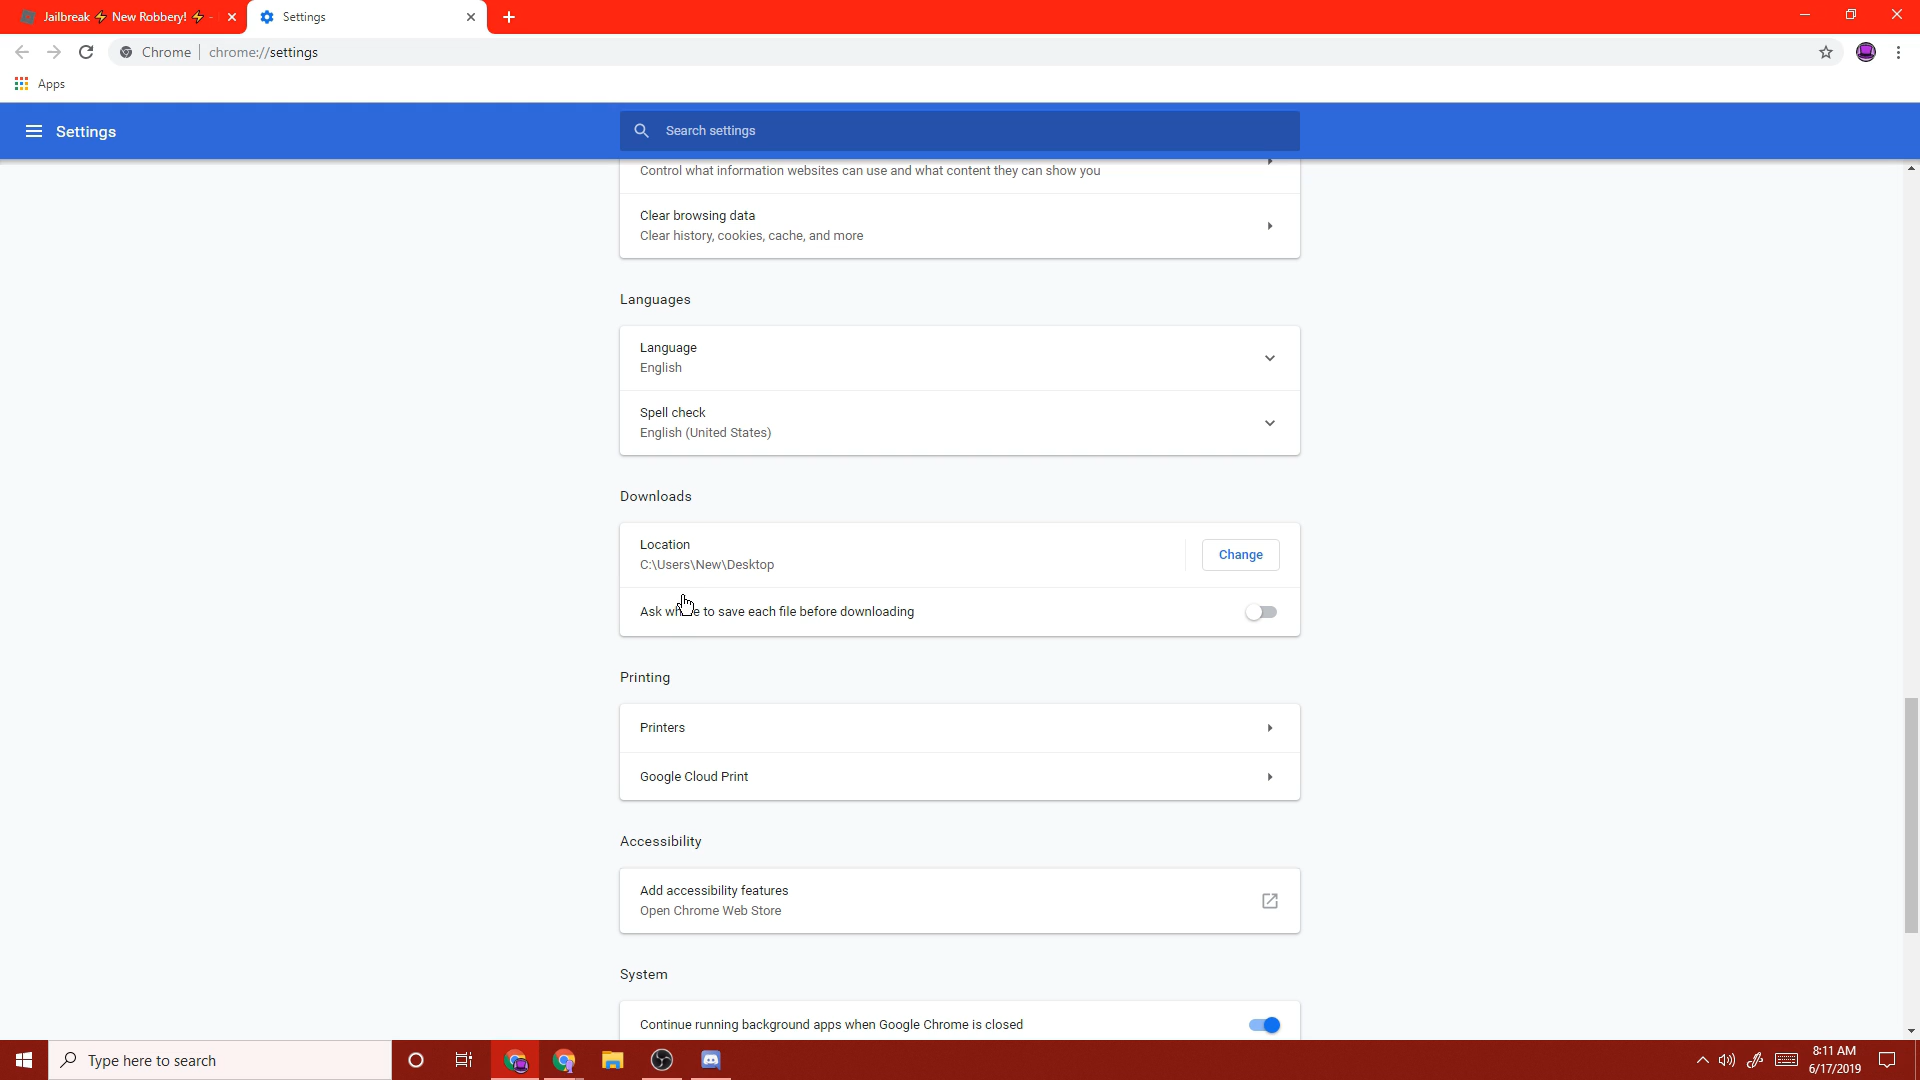 Jailbreak ⚡ New Robbery! ⚡ -
Settings
Chrome
chrome://settings
Apps
Settings
Search settings
Control what information websites can use and what content they can show you
Clear browsing data
Clear history, cookies, cache, and more
Languages
Language
English
Spell check
English (United States)
Downloads
Location
C:\Users\New\Desktop
Change
Ask where to save each file before downloading
Printing
Printers
Google Cloud Print
Accessibility
Add accessibility features
Open Chrome Web Store
System
Continue running background apps when Google Chrome is closed
Type here to search
8:11 AM
6/17/2019